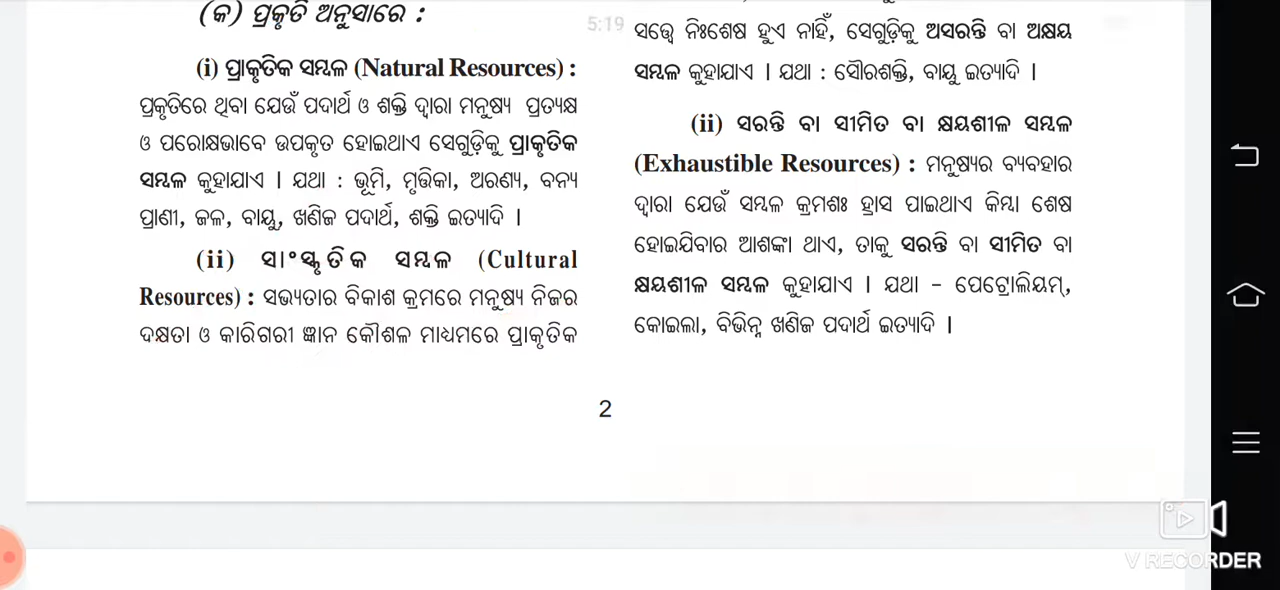 (କ) ପ୍ରକୃତି ଅନୁସାରେ :
(i) ପ୍ରାକୃତିକ ସମ୍ବଳ (Natural Resources) :
ପ୍ରକୃତିରେ ଥିବା ଯେଉଁ ପଦାର୍ଥ ଓ ଶକ୍ତି ଦ୍ୱାରା ମନୁଷ୍ୟ ପ୍ରତ୍ୟକ୍ଷ
ଓ ପରୋକ୍ଷଭାବେ ଉପକୃତ ହୋଇଥାଏ ସେଗୁଡ଼ିକୁ ପ୍ରାକୃତିକ
ସମ୍ବଳ କୁହାଯାଏ । ଯଥା : ଭୂମି, ମୃତ୍ତିକା, ଅରଣ୍ୟ, ବନ୍ୟ
ପ୍ରାଣୀ, ଜଳ, ବାୟୁ, ଖଣିଜ ପଦାର୍ଥ, ଶକ୍ତି ଇତ୍ୟାଦି ।
(ii) ସାଂସ୍କୃତିକ ସମ୍ବଳ (Cultural
Resources) : ସଭ୍ୟତାର ବିକାଶ କ୍ରମରେ ମନୁଷ୍ୟ ନିଜର
ଦକ୍ଷତା ଓ କାରିଗରୀ ଜ୍ଞାନ କୌଶଳ ମାଧ୍ୟମରେ ପ୍ରାକୃତିକ
5:19
ସତ୍ତ୍ୱେ ନିଃଶେଷ ହୁଏ ନାହିଁ, ସେଗୁଡ଼ିକୁ ଅସରନ୍ତି ବା ଅକ୍ଷୟ
ସମ୍ବଳ କୁହାଯାଏ । ଯଥା : ସୌରଶକ୍ତି, ବାୟୁ ଇତ୍ୟାଦି ।
(ii) ସରନ୍ତି ବା ସୀମିତ ବା କ୍ଷୟଶୀଳ ସମ୍ବଳ
(Exhaustible Resources) : ମନୁଷ୍ୟର ବ୍ୟବହାର
ଦ୍ୱାରା ଯେଉଁ ସମ୍ବଳ କ୍ରମଶଃ ହ୍ରାସ ପାଇଥାଏ କିମ୍ବା ଶେଷ
ହୋଇଯିବାର ଆଶଙ୍କା ଥାଏ, ତାକୁ ସରନ୍ତି ବା ସୀମିତ ବା
କ୍ଷୟଶୀଳ ସମ୍ବଳ କୁହାଯାଏ । ଯଥା – ପେଟ୍ରୋଲିୟମ୍,
କୋଇଲା, ବିଭିନ୍ନ ଖଣିଜ ପଦାର୍ଥ ଇତ୍ୟାଦି ।
2
V RECORDER